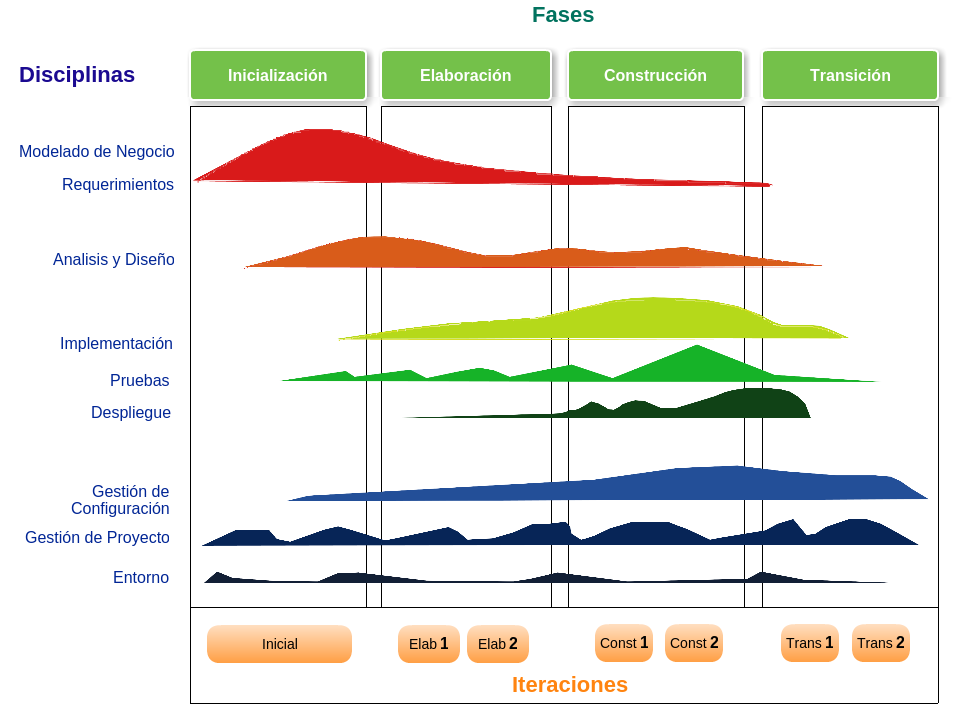 Fases
Disciplinas
Inicialización
Elaboración
Construcción
Transición
Modelado de Negocio
Requerimientos
Analisis y Diseño
Implementación
Pruebas
Despliegue
Gestión de
Configuración
Gestión de Proyecto
Entorno
Inicial
Elab 1
Elab 2
Const 1
Const 2
Trans 1
Trans 2
Iteraciones